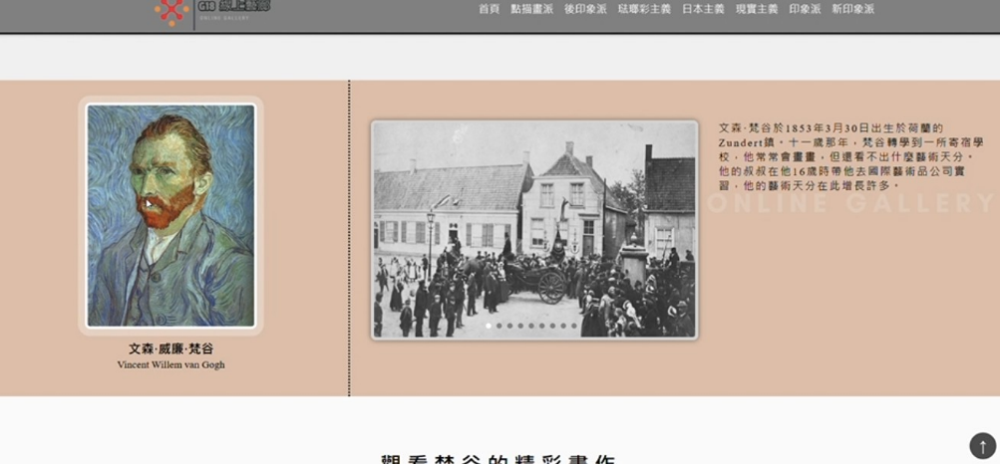 G18 線上藝廊
ONLINE GALLERY
首頁 點描畫派 後印象派 琺瑯彩主義 日本主義 現實主義 印象派 新印象派
文森·梵谷於1853年3月30日出生於荷蘭的
Zundert鎮。十一歲那年，梵谷轉學到一所寄宿學
校，他常常會畫畫，但還看不出什麼藝術天分。
他的叔叔在他16歲時帶他去國際藝術品公司實
習，他的藝術天分在此增長許多。
ONLINE GALLERY
文森·威廉·梵谷
Vincent Willem van Gogh
觀看梵谷的精彩畫作